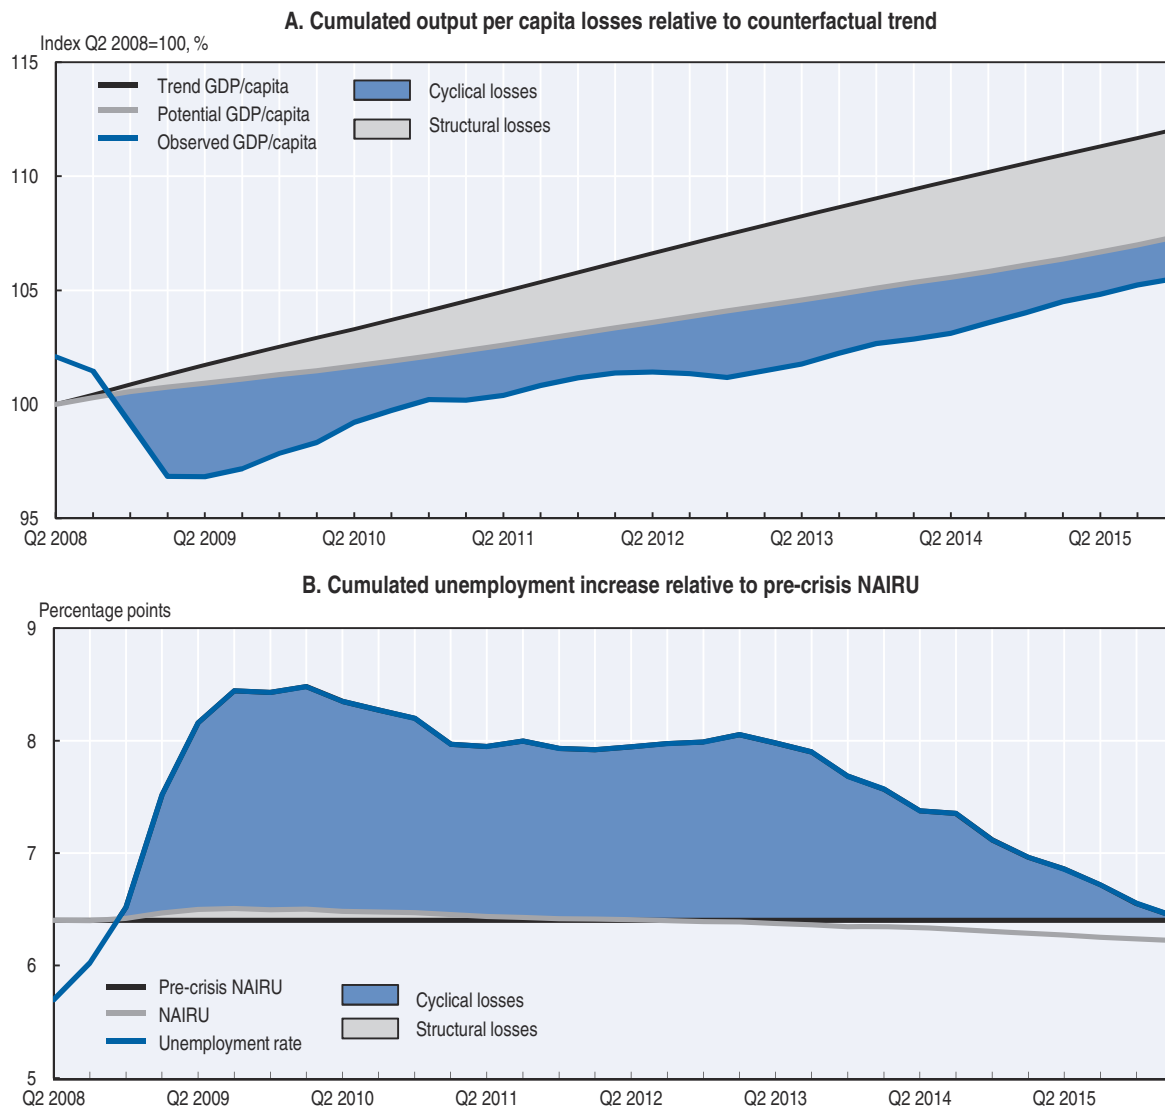 A. Cumulated output per capita losses relative to counterfactual trend
Index Q2 2008=100, %
115
110
105
100
95
Trend GDP/capita
Potential GDP/capita
Observed GDP/capita
Cyclical losses
Structural losses
Q2 2008 Q2 2009 Q2 2010 Q2 2011 Q2 2012 Q2 2013 Q2 2014 Q2 2015
B. Cumulated unemployment increase relative to pre-crisis NAIRU
Percentage points
9
8
7
6
5
Pre-crisis NAIRU
NAIRU
Unemployment rate
Cyclical losses
Structural losses
Q2 2008 Q2 2009 Q2 2010 Q2 2011 Q2 2012 Q2 2013 Q2 2014 Q2 2015